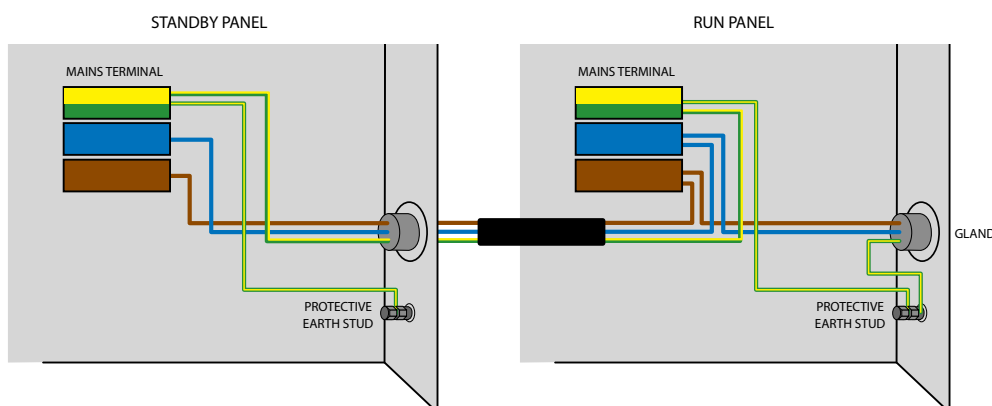 STANDBY PANEL
RUN PANEL
MAINS TERMINAL
MAINS TERMINAL
GLAND
PROTECTIVE
EARTH STUD
PROTECTIVE
EARTH STUD